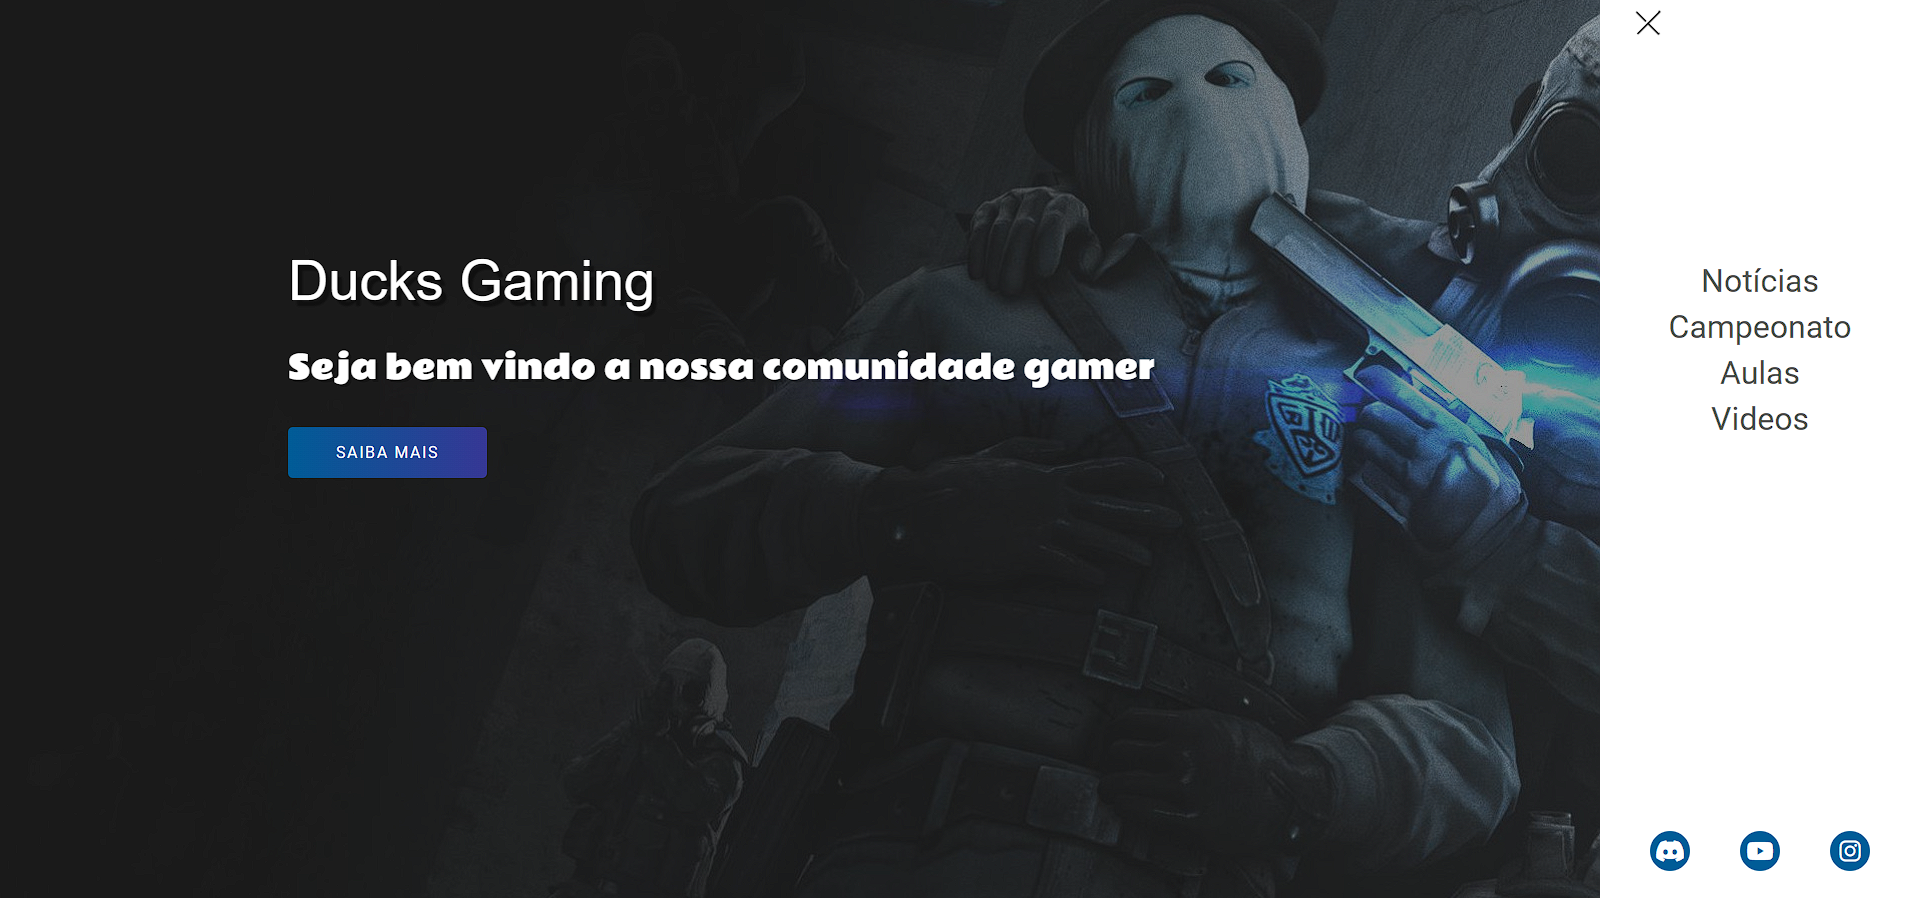 Ducks Gaming
Seja bem vindo a nossa comunidade gamer
SAIBA MAIS
Notícias
Campeonato
Aulas
Videos